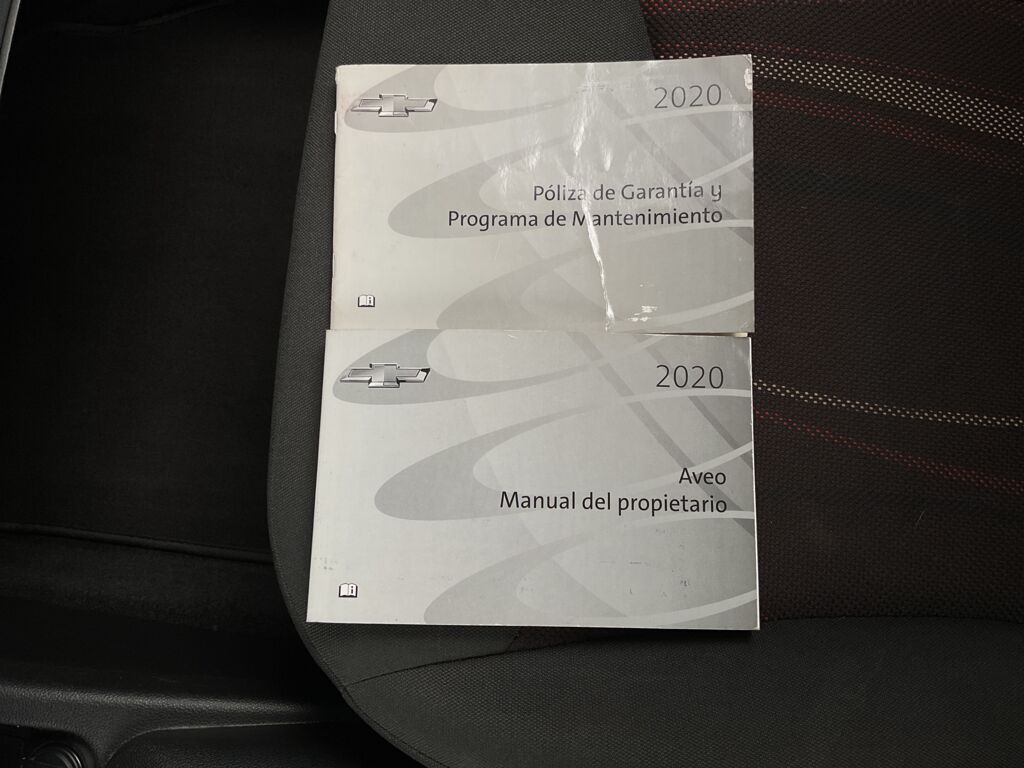 2020
Póliza de Garantía y
Programa de Mantenimiento
2020
Aveo
Manual del propietario